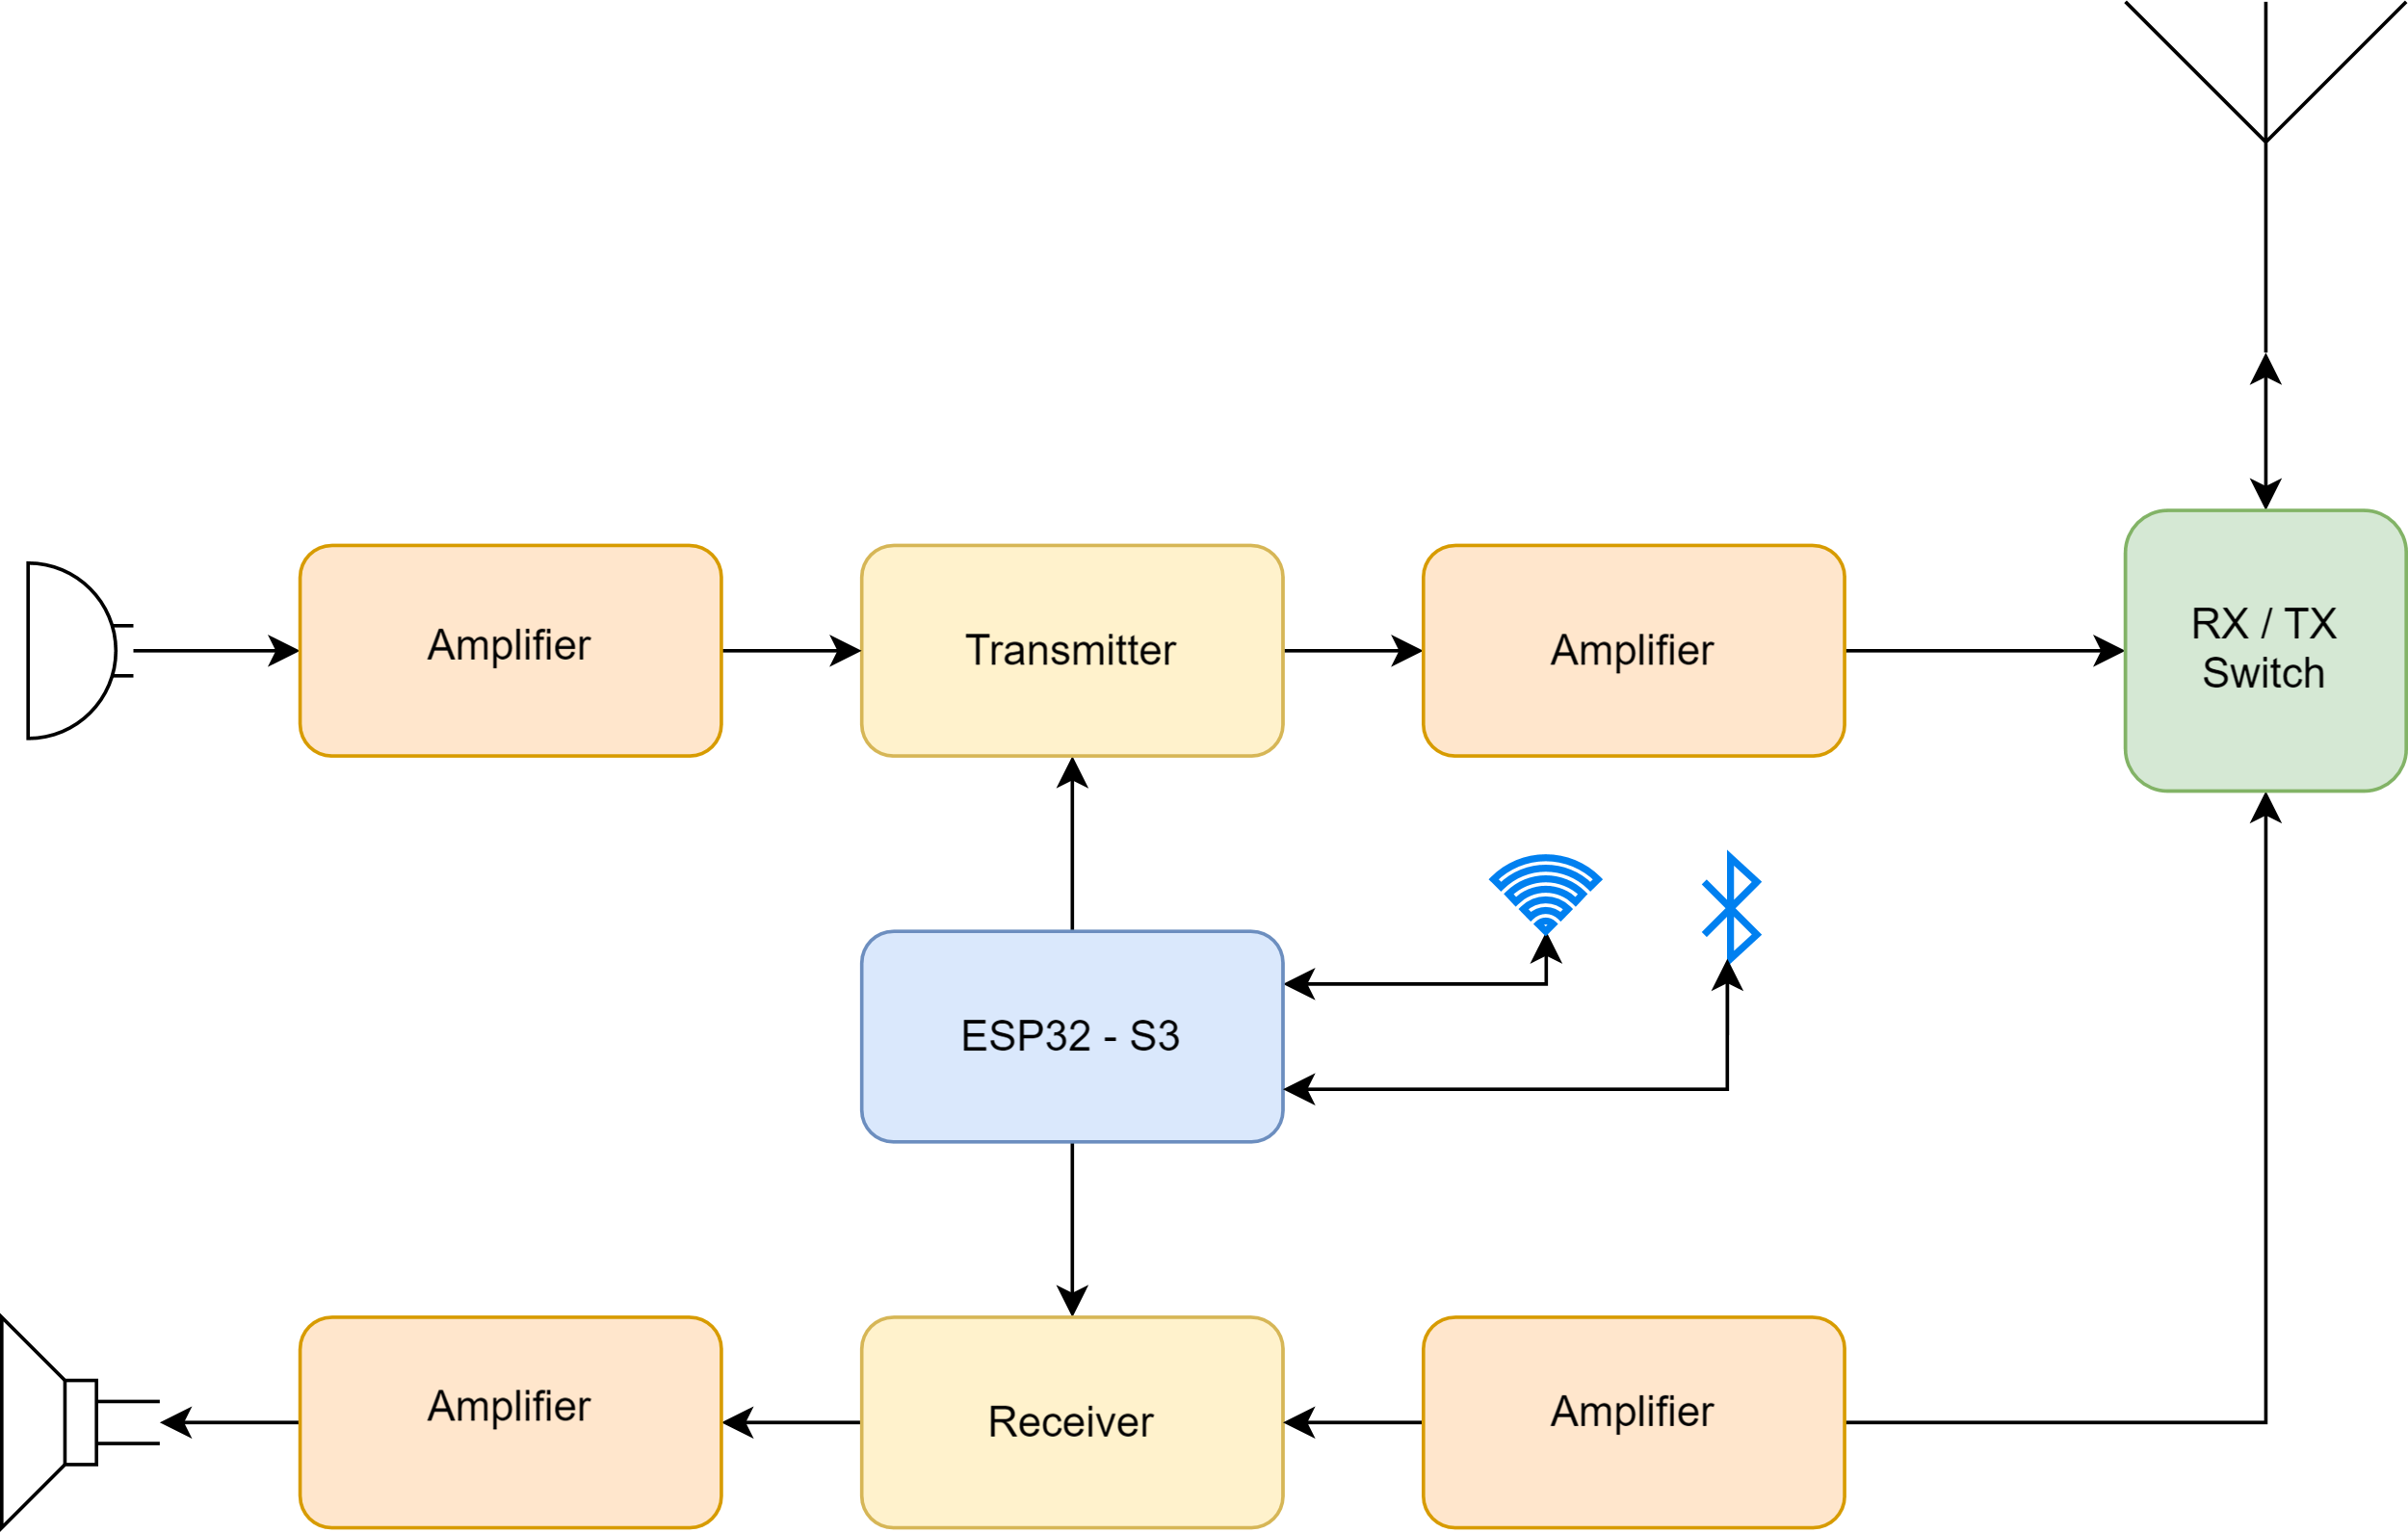 Amplifier
Transmitter
Amplifier
RX / TX
Switch
ESP32 - S3
Amplifier
Receiver
Amplifier